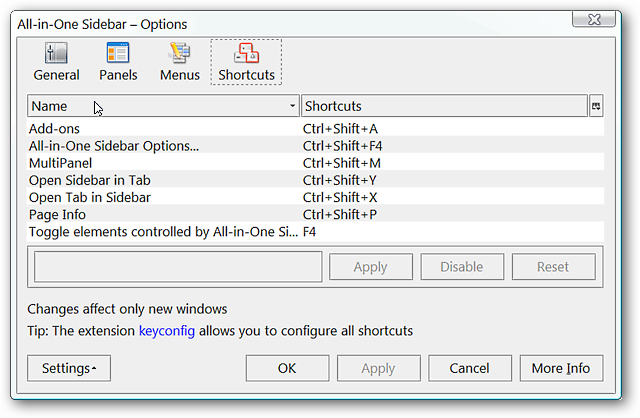 All-in-One Sidebar – Options
General Panels Menus Shortcuts
Name Shortcuts
Add-ons Ctrl+Shift+A
All-in-One Sidebar Options... Ctrl+Shift+F4
MultiPanel Ctrl+Shift+M
Open Sidebar in Tab Ctrl+Shift+Y
Open Tab in Sidebar Ctrl+Shift+X
Page Info Ctrl+Shift+P
Toggle elements controlled by All-in-One Si... F4
Apply Disable Reset
Changes affect only new windows
Tip: The extension keyconfig allows you to configure all shortcuts
Settings OK Apply Cancel More Info